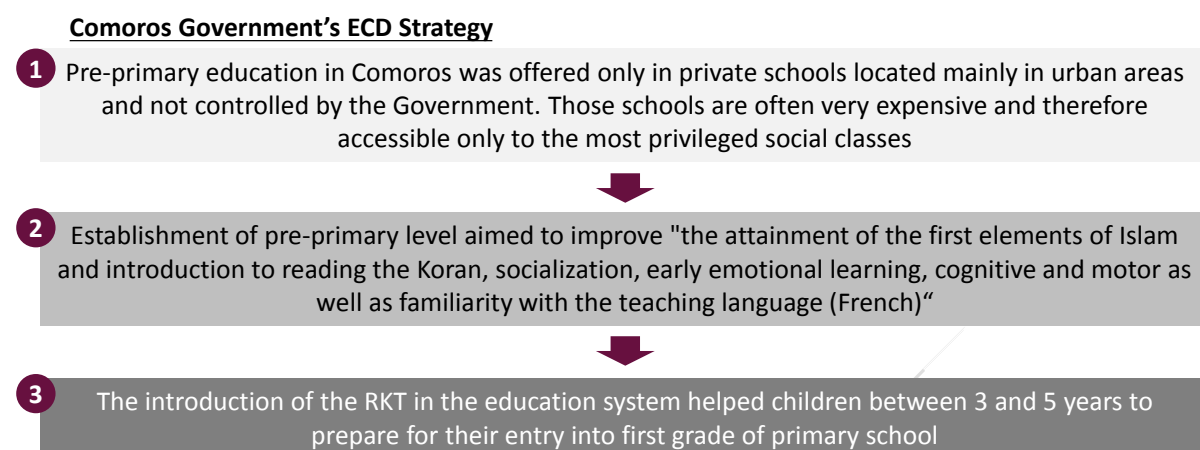 Comoros Government’s ECD Strategy
1
Pre-primary education in Comoros was offered only in private schools located mainly in urban areas
and not controlled by the Government. Those schools are often very expensive and therefore
accessible only to the most privileged social classes
2
Establishment of pre-primary level aimed to improve "the attainment of the first elements of Islam
and introduction to reading the Koran, socialization, early emotional learning, cognitive and motor as
well as familiarity with the teaching language (French)“
3
The introduction of the RKT in the education system helped children between 3 and 5 years to
prepare for their entry into first grade of primary school